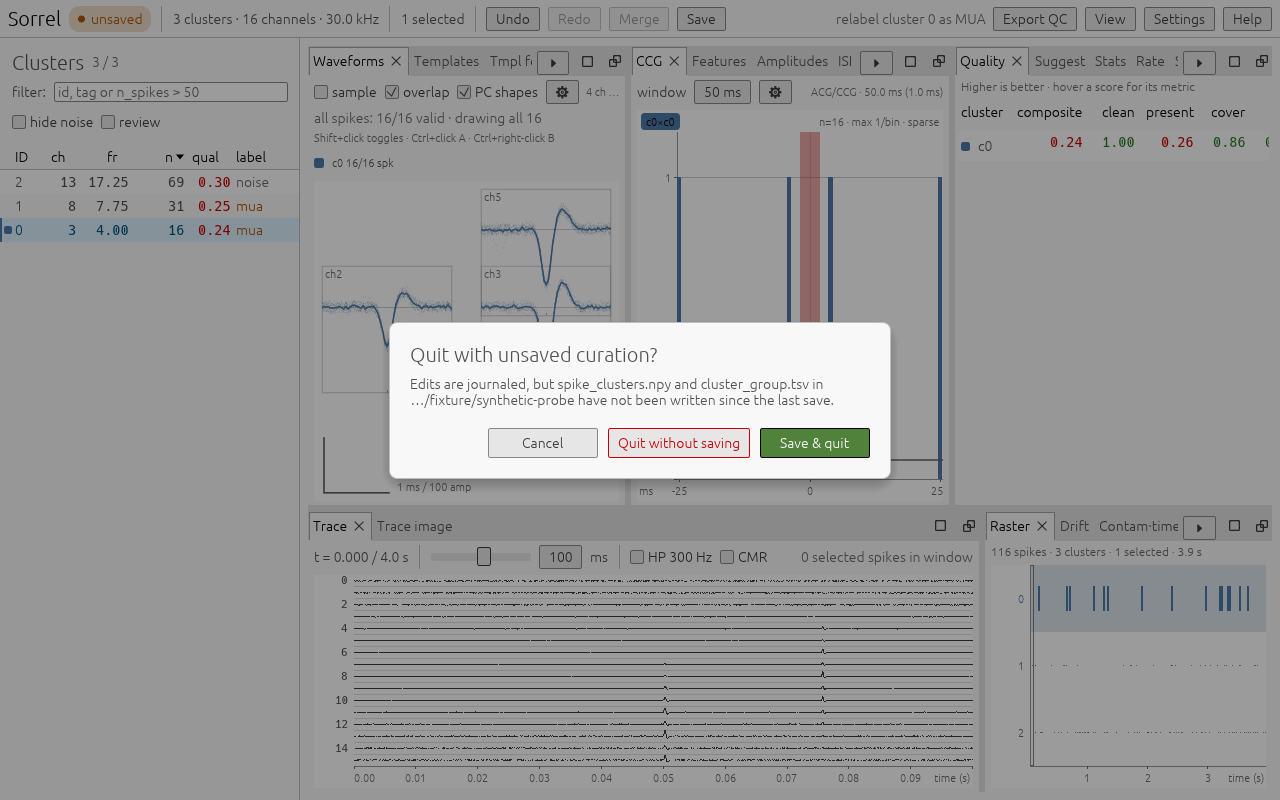 Sorrel
unsaved
3 clusters · 16 channels · 30.0 kHz
1 selected
Undo
Redo
Merge
Save
relabel cluster 0 as MUA
Export QC
View
Settings
Help
Clusters 3 / 3
filter: id, tag or n_spikes > 50
hide noise
review
ID ch fr n qual label
2 13 17.25 69 0.30 noise
1 8 7.75 31 0.25 mua
0 3 4.00 16 0.24 mua
Waveforms
Templates
sample
overlap
PC shapes
4 ch …
all spikes: 16/16 valid · drawing all 16
Shift+click toggles · Ctrl+click A · Ctrl+right-click B
c0 16/16 spk
ch5
ch2
ch3
1 ms / 100 amp
CCG
Features
Amplitudes
ISI
window
50 ms
ACG/CCG · 50.0 ms (1.0 ms)
c0×c0
n=16 · max 1/bin · sparse
1
ms
-25
0
25
Quality
Suggest
Stats
Rate
Higher is better · hover a score for its metric
cluster composite clean present cover
c0 0.24 1.00 0.26 0.86
Quit with unsaved curation?
Edits are journaled, but spike_clusters.npy and cluster_group.tsv in
…/fixture/synthetic-probe have not been written since the last save.
Cancel
Quit without saving
Save & quit
Trace
Trace image
t = 0.000 / 4.0 s
100
ms
HP 300 Hz
CMR
0 selected spikes in window
0
2
4
6
8
10
12
14
0.00 0.01 0.02 0.03 0.04 0.05 0.06 0.07 0.08 0.09 time (s)
Raster
Drift
Contam-time
116 spikes · 3 clusters · 1 selected · 3.9 s
0
1
2
1 2 3 time (s)